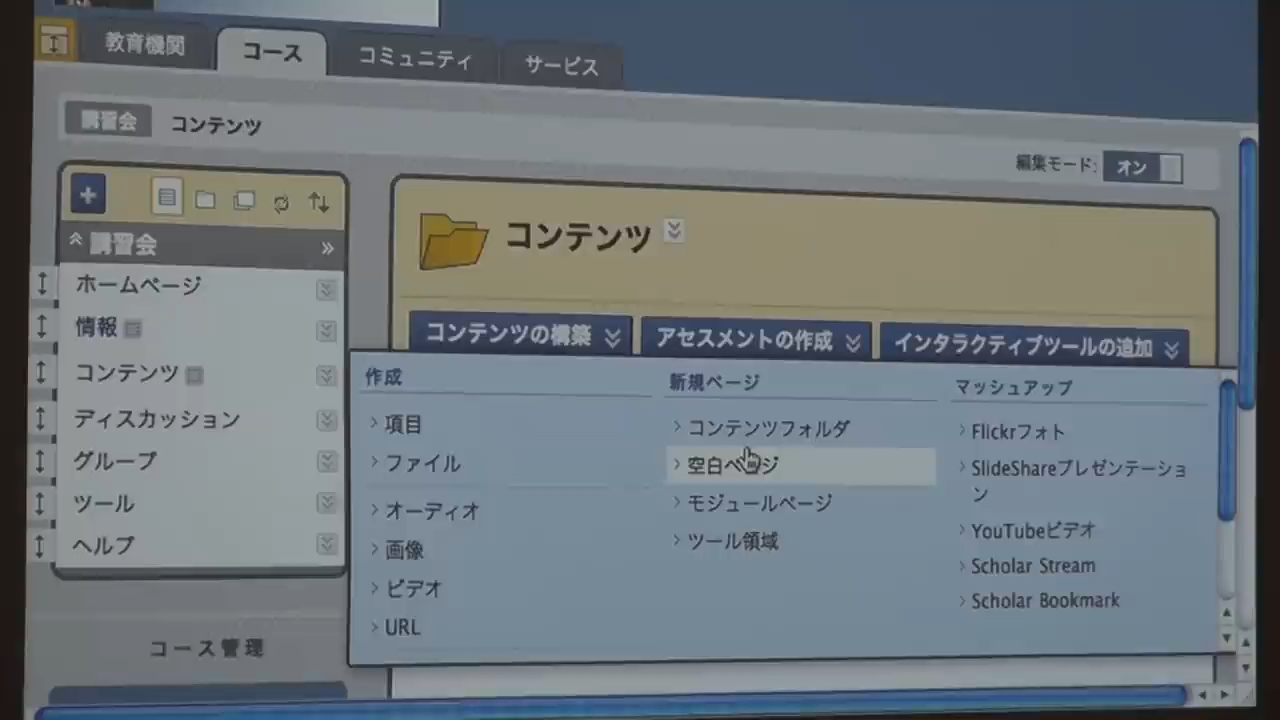 教育機関
コース
コミュニティ
サービス
講習会
コンテンツ
編集モード:
オン
講習会
ホームページ
情報
コンテンツ
ディスカッション
グループ
ツール
ヘルプ
コース管理
コンテンツ
コンテンツの構築
アセスメントの作成
インタラクティブツールの追加
作成
項目
ファイル
オーディオ
画像
ビデオ
URL
新規ページ
コンテンツフォルダ
空白ページ
モジュールページ
ツール領域
マッシュアップ
Flickrフォト
SlideShareプレゼンテーショ
ン
YouTubeビデオ
Scholar Stream
Scholar Bookmark